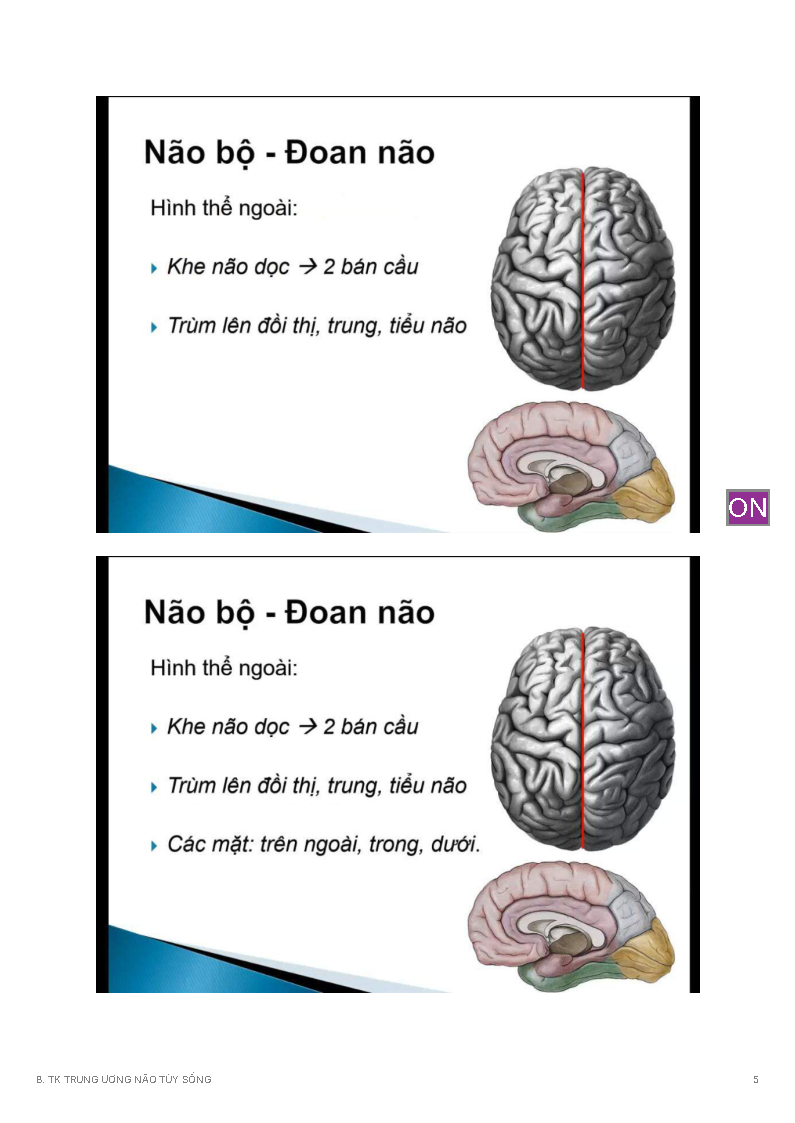 Não bộ - Đoan não
Hình thể ngoài:
Khe não dọc → 2 bán cầu
Trùm lên đồi thị, trung, tiểu não
ON
Não bộ - Đoan não
Hình thể ngoài:
Khe não dọc → 2 bán cầu
Trùm lên đồi thị, trung, tiểu não
Các mặt: trên ngoài, trong, dưới.
B. TK TRUNG ƯƠNG NÃO TỦY SỐNG 5